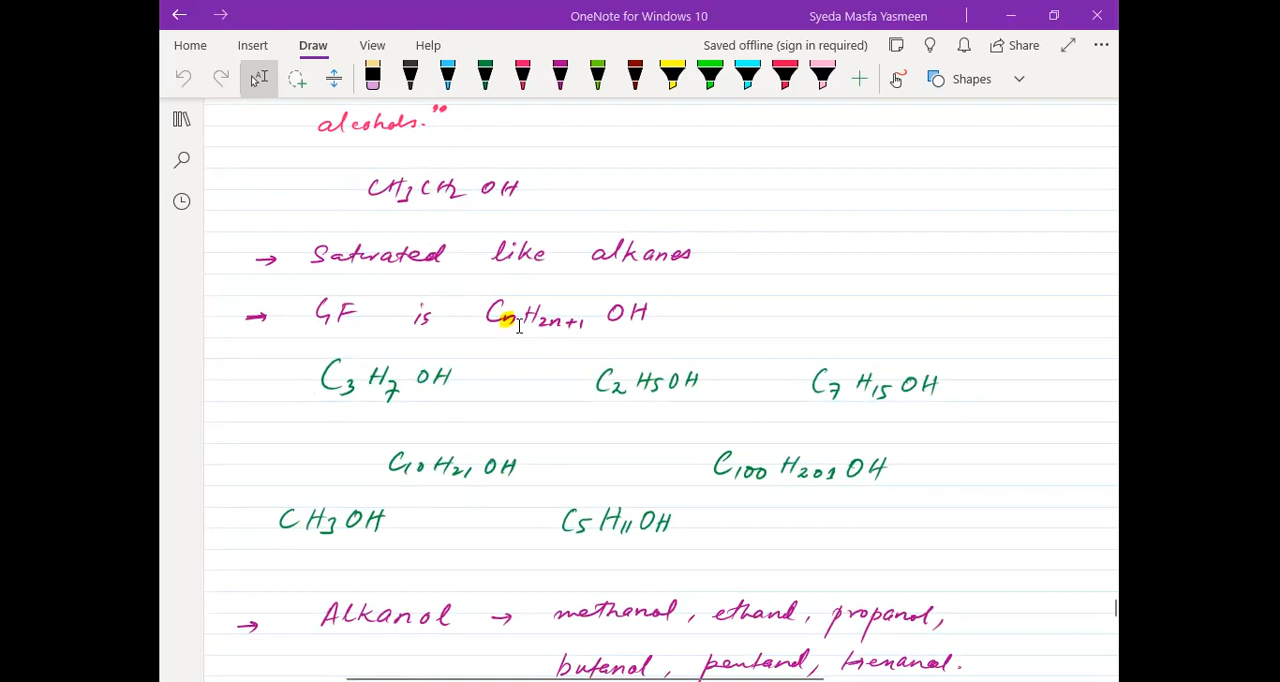 OneNote for Windows 10
Syeda Masfa Yasmeen
Home Insert Draw View Help
Saved offline (sign in required)
Share
Shapes
alcohols."
CH3CH2 OH
→ Saturated like alkanes
→ GF is CnH2n+1 OH
C3 H7 OH C2 H5OH C7 H15 OH
C10 H21 OH C100 H201 OH
CH3OH C5 H11OH
→ Alkanol → methanol, ethanol, propanol,
butanol, pentanol, hexanol.